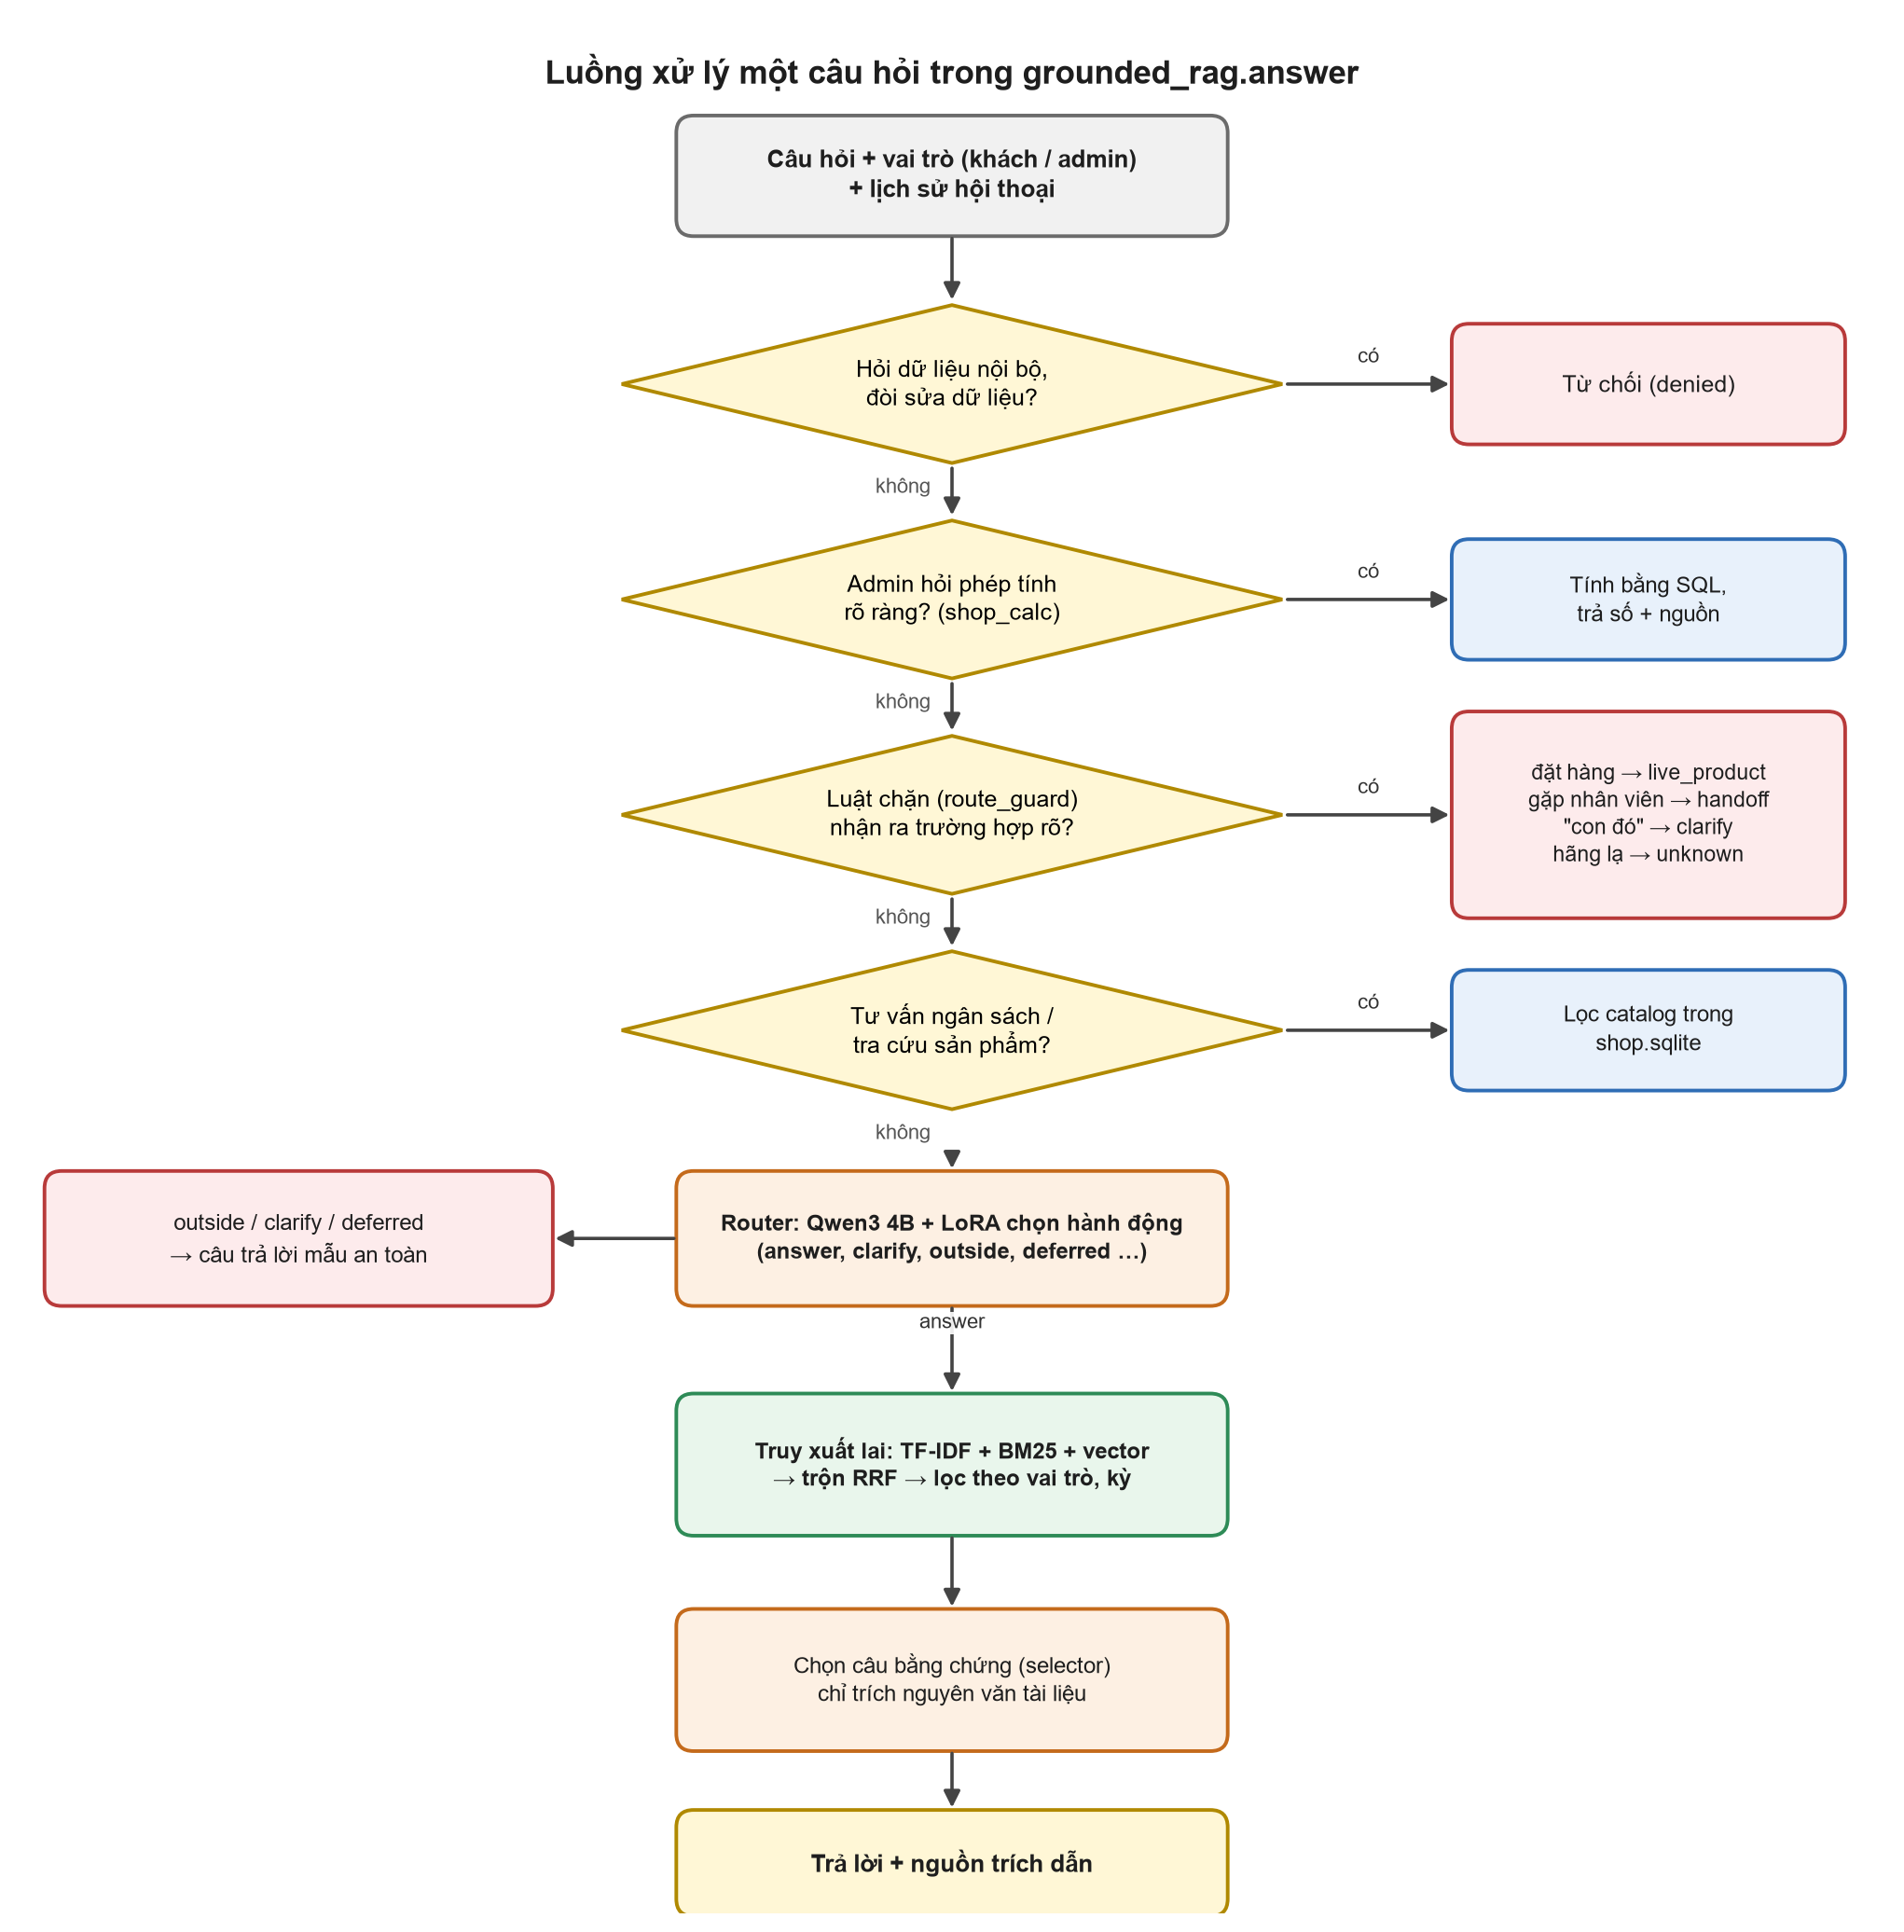 Luồng xử lý một câu hỏi trong grounded_rag.answer
Câu hỏi + vai trò (khách / admin)
+ lịch sử hội thoại
Hỏi dữ liệu nội bộ,
đòi sửa dữ liệu?
có
Từ chối (denied)
không
Admin hỏi phép tính
rõ ràng? (shop_calc)
có
Tính bằng SQL,
trả số + nguồn
không
Luật chặn (route_guard)
nhận ra trường hợp rõ?
có
đặt hàng → live_product
gặp nhân viên → handoff
"con đó" → clarify
hãng lạ → unknown
không
Tư vấn ngân sách /
tra cứu sản phẩm?
có
Lọc catalog trong
shop.sqlite
không
outside / clarify / deferred
→ câu trả lời mẫu an toàn
Router: Qwen3 4B + LoRA chọn hành động
(answer, clarify, outside, deferred …)
answer
Truy xuất lai: TF-IDF + BM25 + vector
→ trộn RRF → lọc theo vai trò, kỳ
Chọn câu bằng chứng (selector)
chỉ trích nguyên văn tài liệu
Trả lời + nguồn trích dẫn